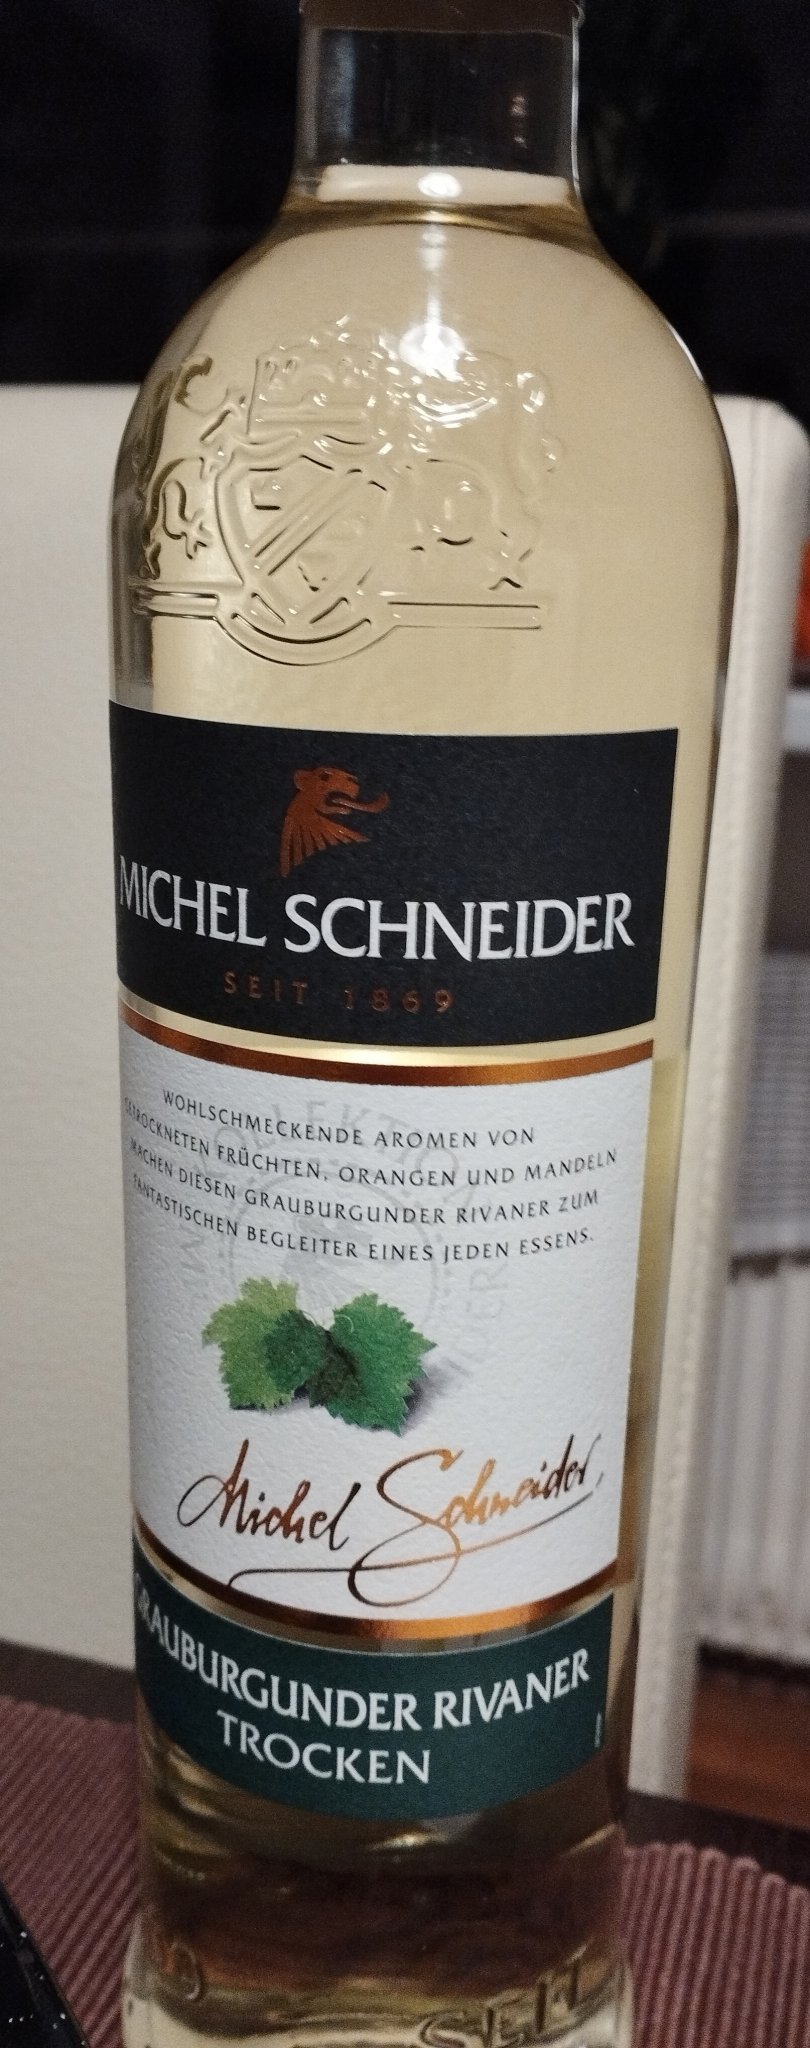 MICHEL SCHNEIDER
SEIT 1869
WOHLSCHMECKENDE AROMEN VON
GETROCKNETEN FRÜCHTEN, ORANGEN UND MANDELN
MACHEN DIESEN GRAUBURGUNDER RIVANER ZUM
FANTASTISCHEN BEGLEITER EINES JEDEN ESSENS.
Michel Schneider
GRAUBURGUNDER RIVANER
TROCKEN
SEIT